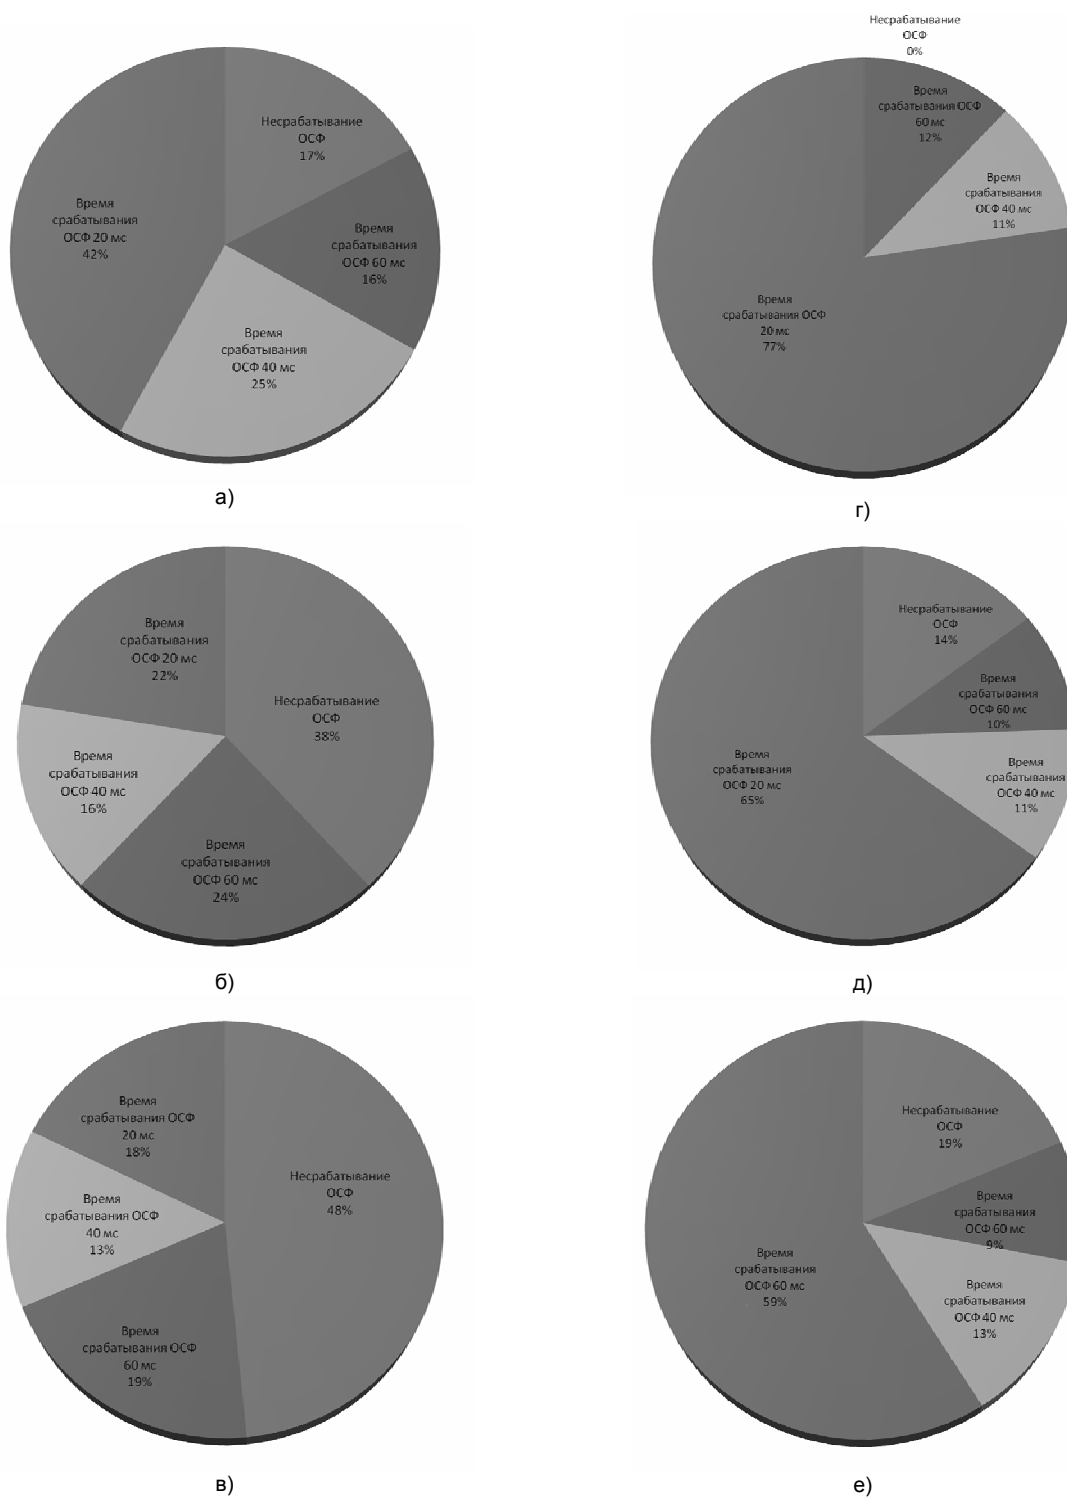 Несрабатывание
ОСФ
17%
Время
срабатывания
ОСФ 60 мс
16%
Время
срабатывания
ОСФ 40 мс
25%
Время
срабатывания
ОСФ 20 мс
42%
а)
Несрабатывание
ОСФ
0%
Время
срабатывания ОСФ
60 мс
12%
Время
срабатывания
ОСФ 40 мс
11%
Время
срабатывания ОСФ
20 мс
77%
г)
Время
срабатывания
ОСФ 20 мс
22%
Несрабатывание
ОСФ
38%
Время
срабатывания
ОСФ 40 мс
16%
Время
срабатывания
ОСФ 60 мс
24%
б)
Несрабатывание
ОСФ
14%
Время
срабатывания
ОСФ 60 мс
10%
Время
срабатывания
ОСФ 40 мс
11%
Время
срабатывания
ОСФ 20 мс
65%
д)
Время
срабатывания ОСФ
20 мс
18%
Несрабатывание
ОСФ
48%
Время
срабатывания ОСФ
40 мс
13%
Время
срабатывания ОСФ
60 мс
19%
в)
Несрабатывание
ОСФ
19%
Время
срабатывания
ОСФ 60 мс
9%
Время
срабатывания
ОСФ 40 мс
13%
Время
срабатывания
ОСФ 60 мс
59%
е)